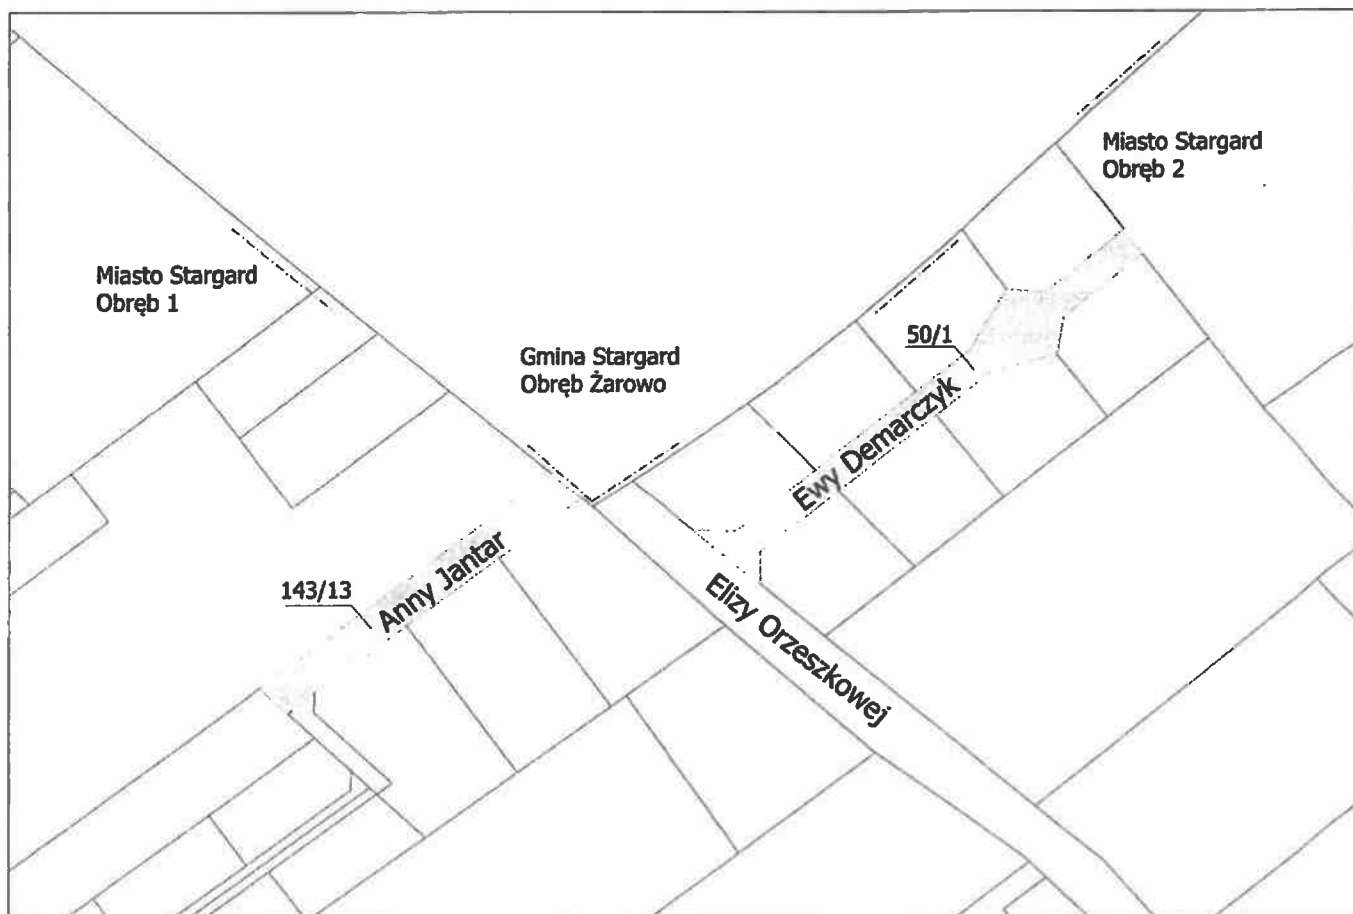 Miasto Stargard
Obręb 2
Miasto Stargard
Obręb 1
Gmina Stargard
Obręb Żarowo
50/1
Ewy Demarczyk
143/13
Anny Jantar
Elizy Orzeszkowej